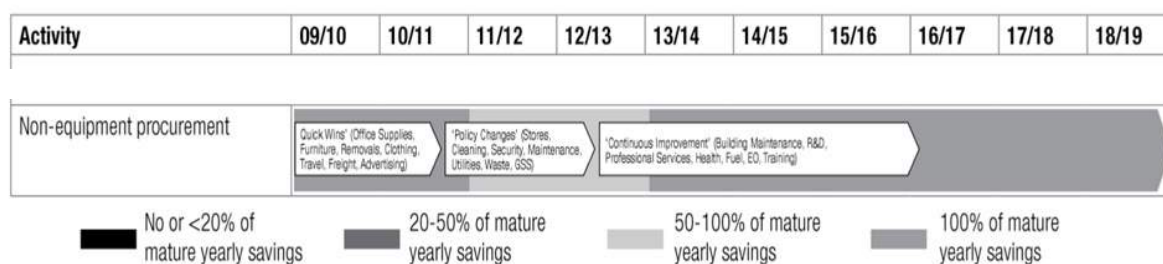 Activity 09/10 10/11 11/12 12/13 13/14 14/15 15/16 16/17 17/18 18/19
Non-equipment procurement
Quick Wins' (Office Supplies,
Furniture, Removals, Clothing,
Travel, Freight, Advertising)
'Policy Changes' (Stores,
Cleaning, Security, Maintenance,
Utilities, Waste, GSS)
'Continuous Improvement' (Building Maintenance, R&D,
Professional Services, Health, Fuel, EO, Training)
No or <20% of
mature yearly savings
20-50% of mature
yearly savings
50-100% of mature
yearly savings
100% of mature
yearly savings